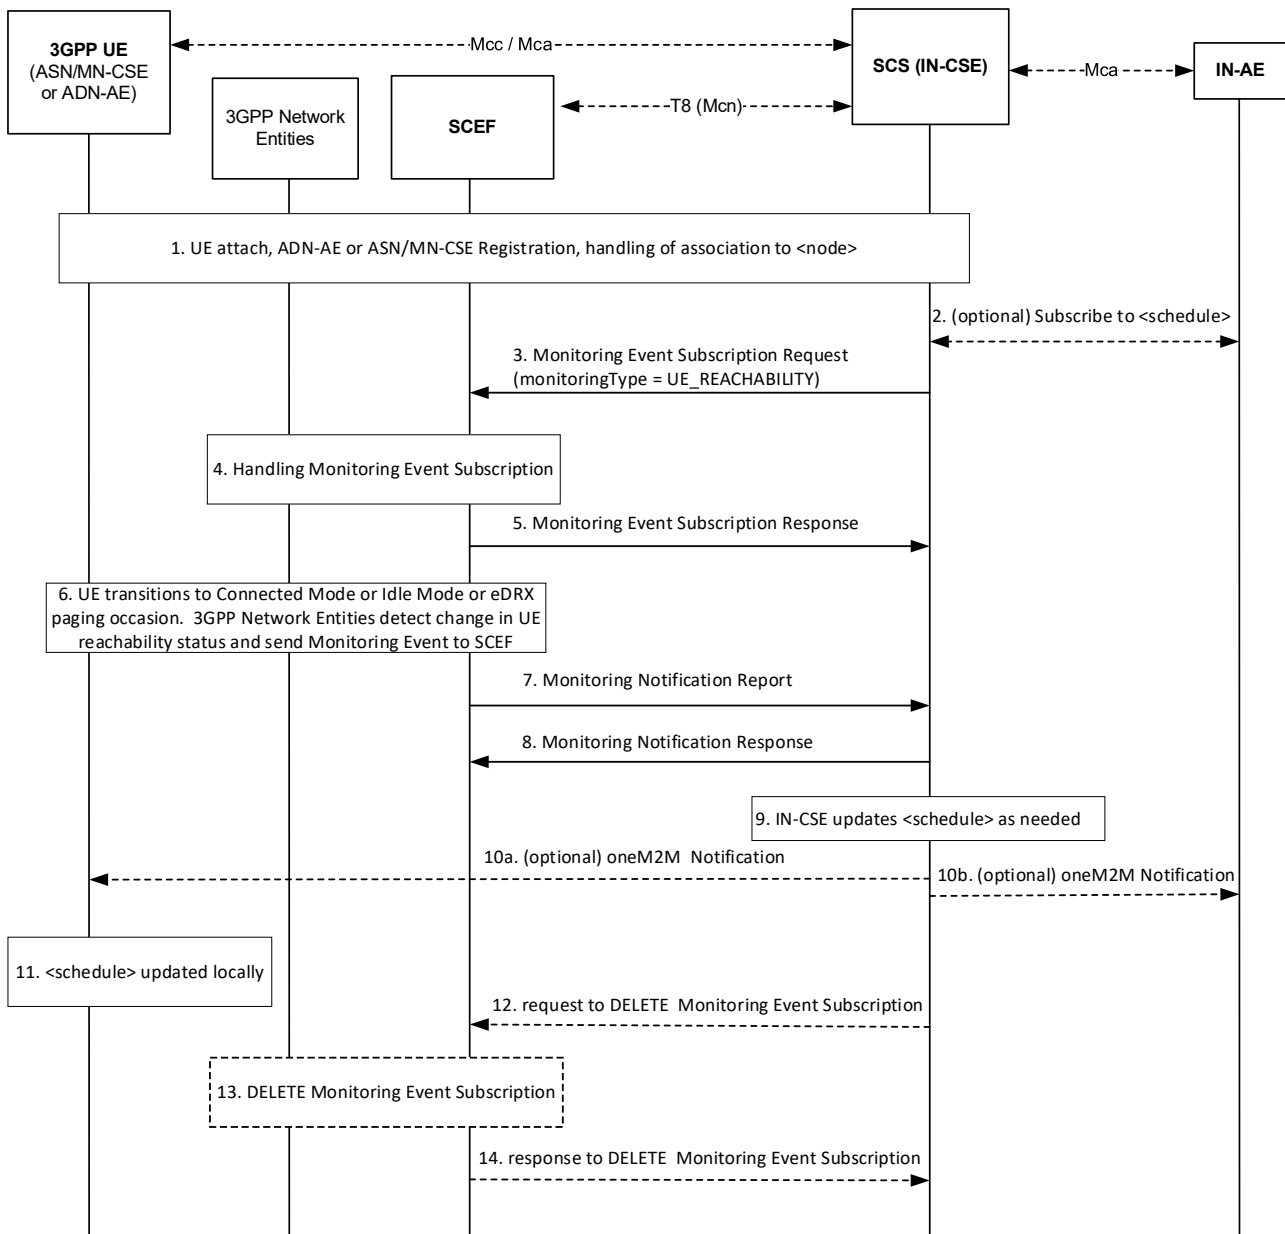 3GPP UE
(ASN/MN-CSE
or ADN-AE)
Mcc / Mca
SCS (IN-CSE)
Mca
IN-AE
3GPP Network
Entities
SCEF
T8 (Mcn)
1. UE attach, ADN-AE or ASN/MN-CSE Registration, handling of association to <node>
2. (optional) Subscribe to <schedule>
3. Monitoring Event Subscription Request
(monitoringType = UE_REACHABILITY)
4. Handling Monitoring Event Subscription
5. Monitoring Event Subscription Response
6. UE transitions to Connected Mode or Idle Mode or eDRX
paging occasion.  3GPP Network Entities detect change in UE
reachability status and send Monitoring Event to SCEF
7. Monitoring Notification Report
8. Monitoring Notification Response
9. IN-CSE updates <schedule> as needed
10a. (optional) oneM2M  Notification
10b. (optional) oneM2M Notification
11. <schedule> updated locally
12. request to DELETE  Monitoring Event Subscription
13. DELETE Monitoring Event Subscription
14. response to DELETE  Monitoring Event Subscription